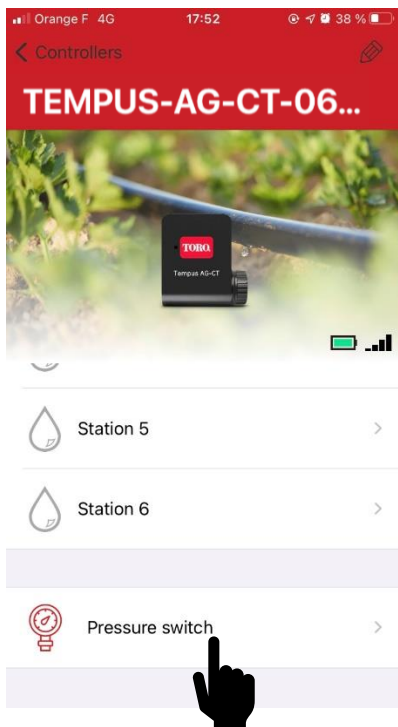 Orange F 4G 17:52 38 %
Controllers
TEMPUS-AG-CT-06...
TORO
Tempus AG-CT
Station 5
Station 6
Pressure switch